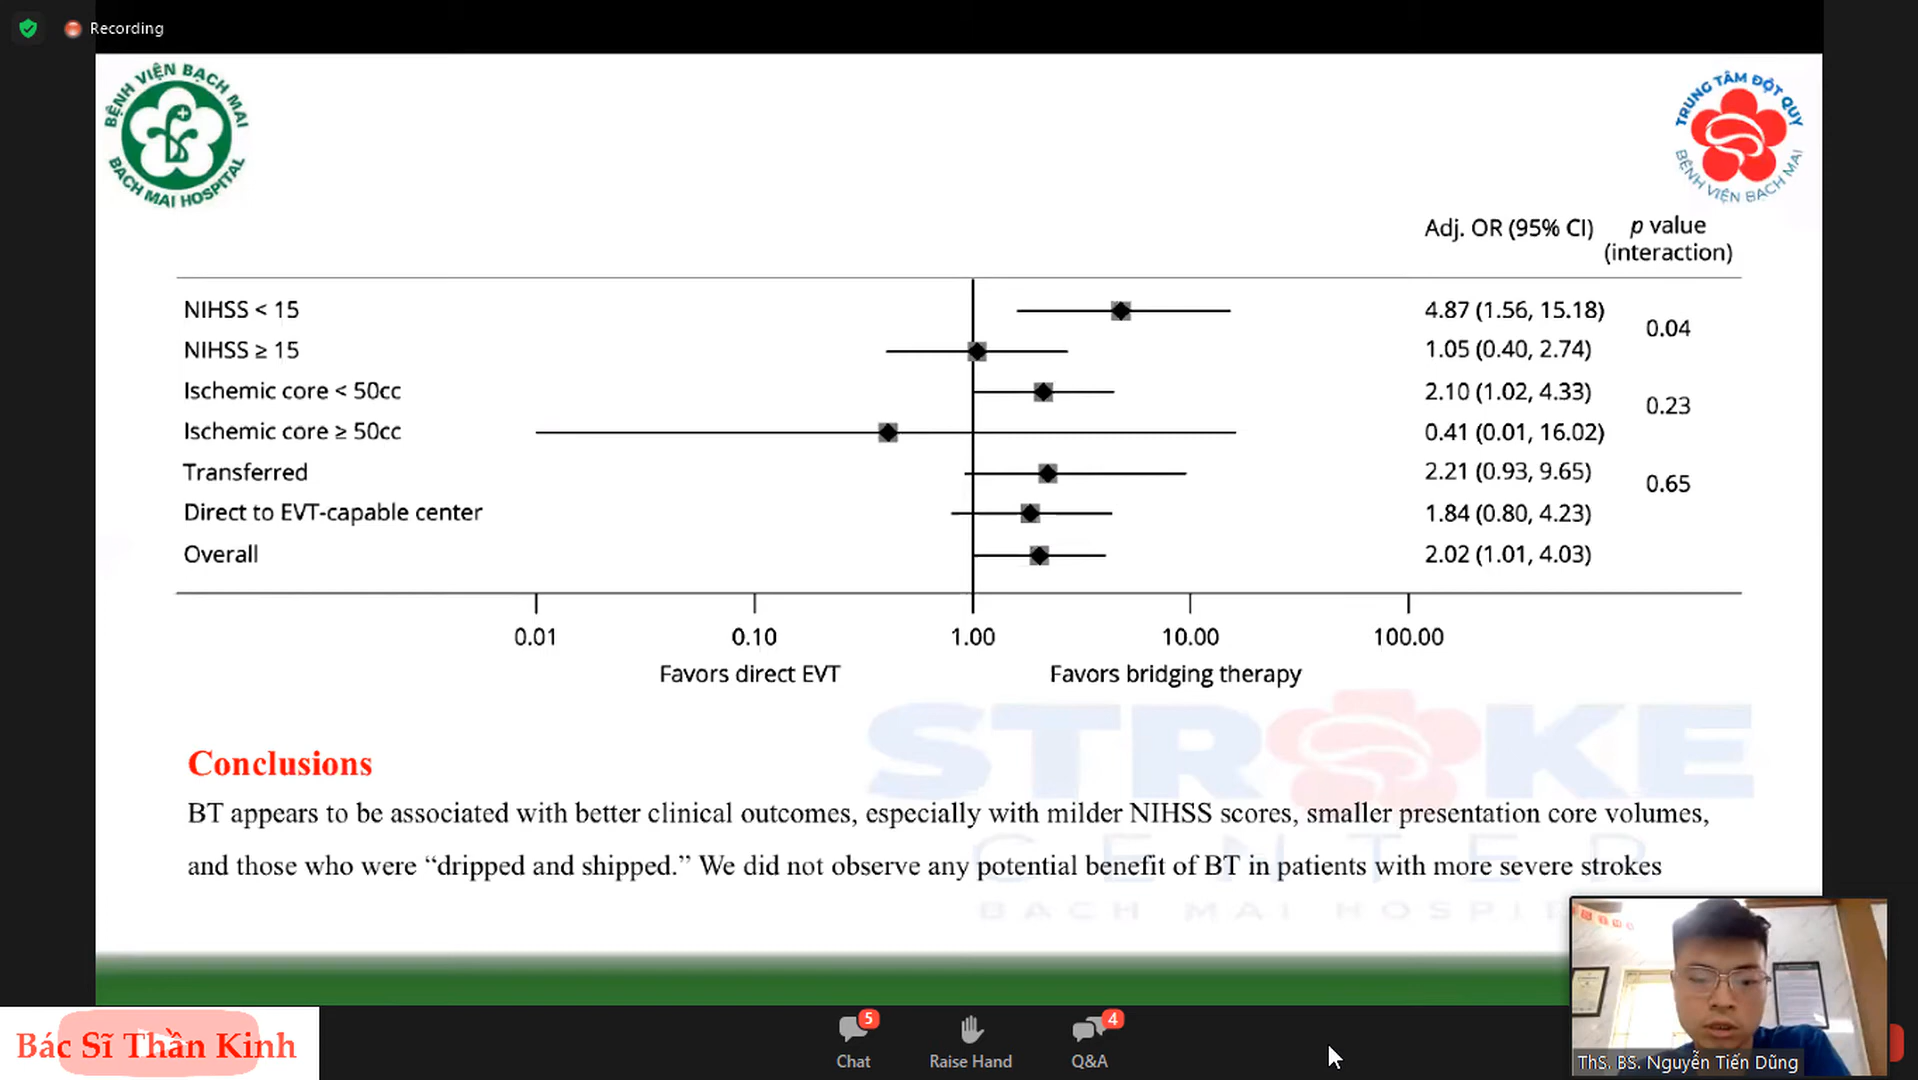 Recording
BỆNH VIỆN BẠCH MAI
BACH MAI HOSPITAL
TRUNG TÂM ĐỘT QUỴ
BỆNH VIỆN BẠCH MAI
Adj. OR (95% CI)
p value
(interaction)
NIHSS < 15
4.87 (1.56, 15.18)
0.04
NIHSS ≥ 15
1.05 (0.40, 2.74)
Ischemic core < 50cc
2.10 (1.02, 4.33)
0.23
Ischemic core ≥ 50cc
0.41 (0.01, 16.02)
Transferred
2.21 (0.93, 9.65)
0.65
Direct to EVT-capable center
1.84 (0.80, 4.23)
Overall
2.02 (1.01, 4.03)
0.01 0.10 1.00 10.00 100.00
Favors direct EVT
Favors bridging therapy
STROKE
CENTER
BACH MAI HOSPI
Conclusions
BT appears to be associated with better clinical outcomes, especially with milder NIHSS scores, smaller presentation core volumes,
and those who were “dripped and shipped.” We did not observe any potential benefit of BT in patients with more severe strokes
Bác Sĩ Thần Kinh
5
Chat
Raise Hand
4
Q&A
ThS. BS. Nguyễn Tiến Dũng